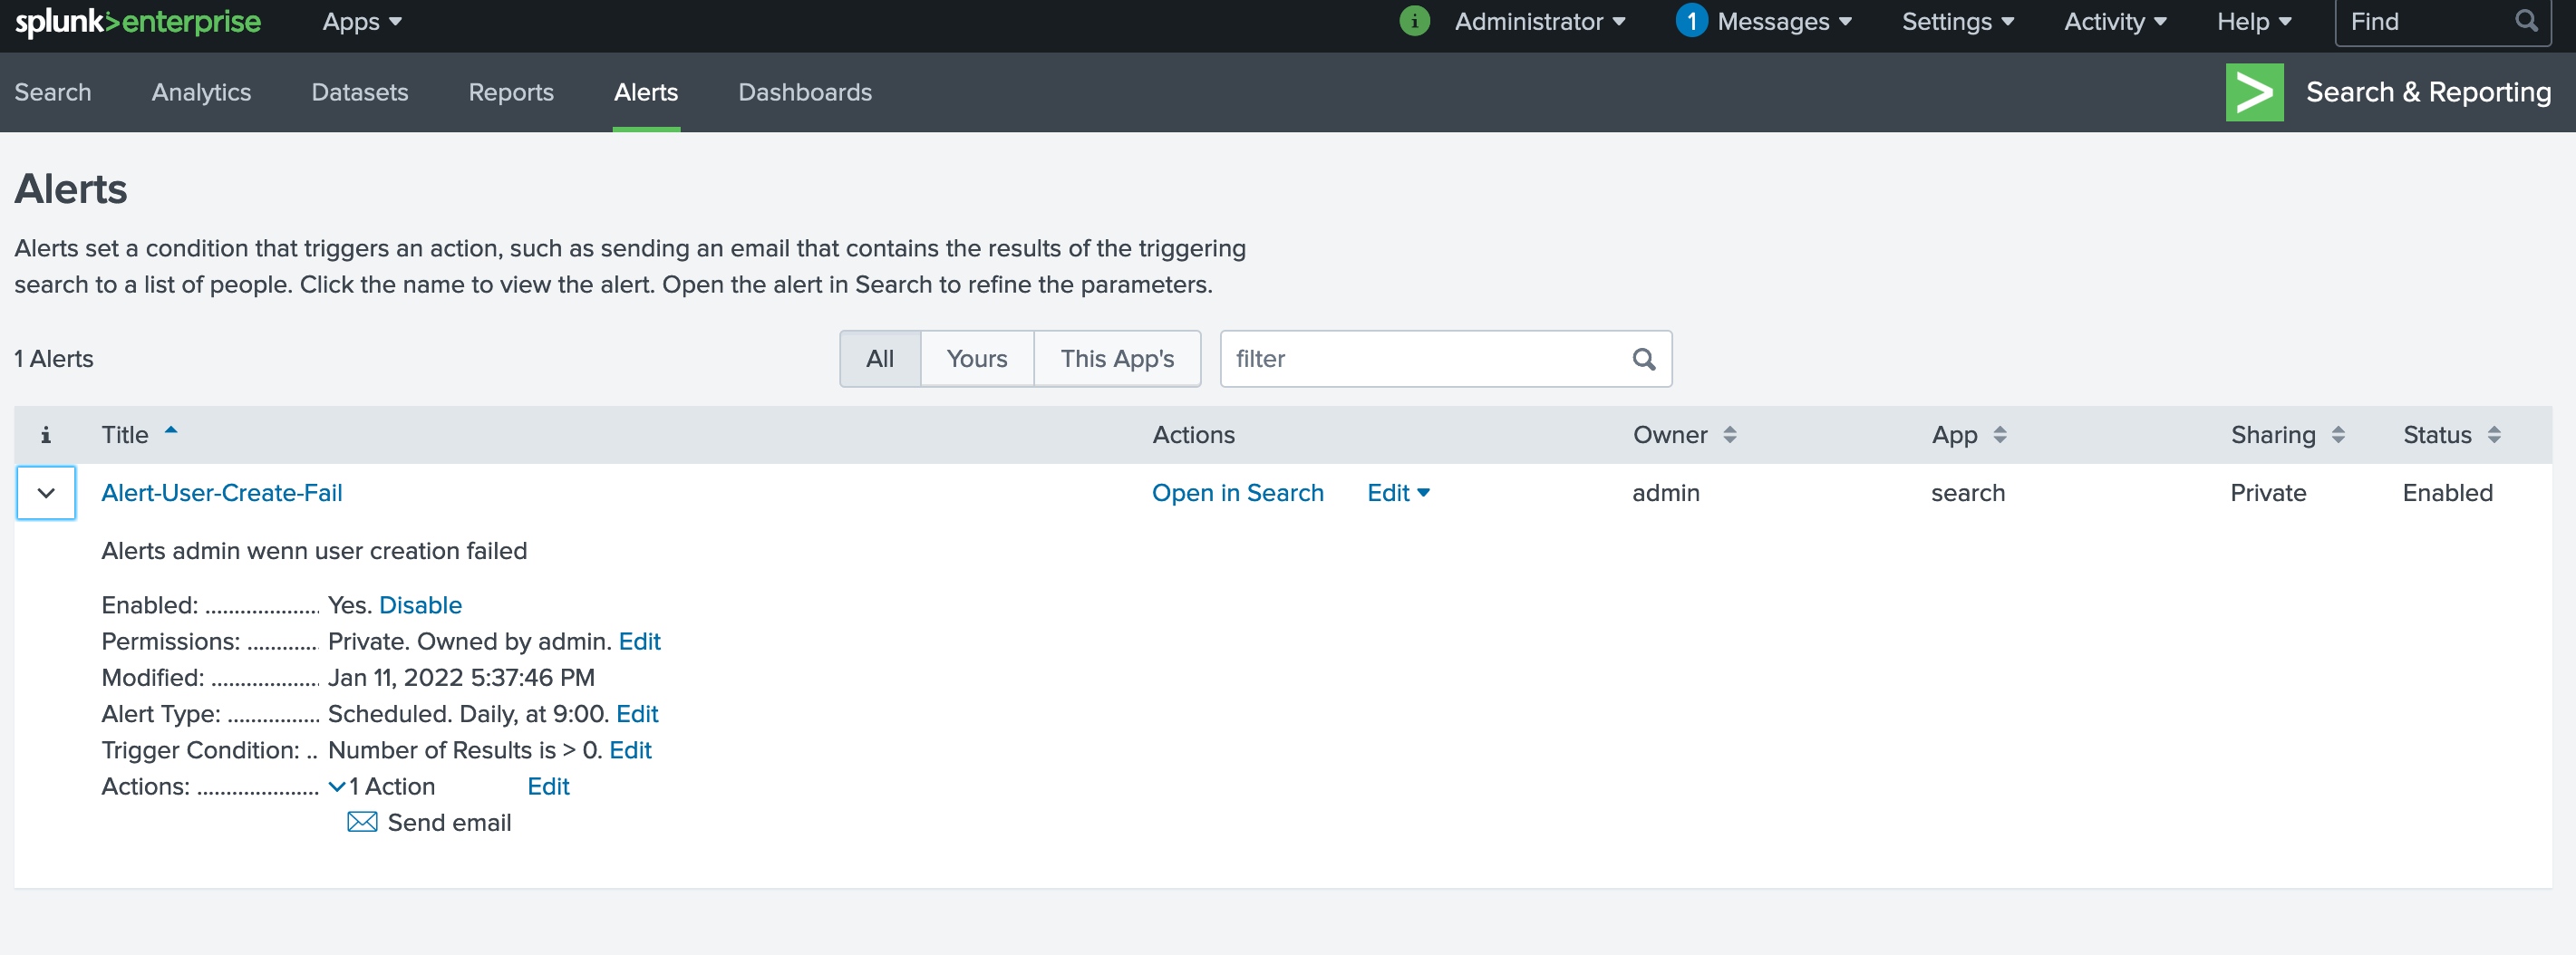 splunk>enterprise Apps i Administrator 1 Messages Settings Activity Help Find
Search Analytics Datasets Reports Alerts Dashboards > Search & Reporting
Alerts
Alerts set a condition that triggers an action, such as sending an email that contains the results of the triggering
search to a list of people. Click the name to view the alert. Open the alert in Search to refine the parameters.
1 Alerts All Yours This App's filter
i Title Actions Owner App Sharing Status
Alert-User-Create-Fail Open in Search Edit admin search Private Enabled
Alerts admin wenn user creation failed
Enabled: .................... Yes. Disable
Permissions: ............. Private. Owned by admin. Edit
Modified: ................... Jan 11, 2022 5:37:46 PM
Alert Type: ................ Scheduled. Daily, at 9:00. Edit
Trigger Condition: .. Number of Results is > 0. Edit
Actions: ..................... 1 Action Edit
Send email